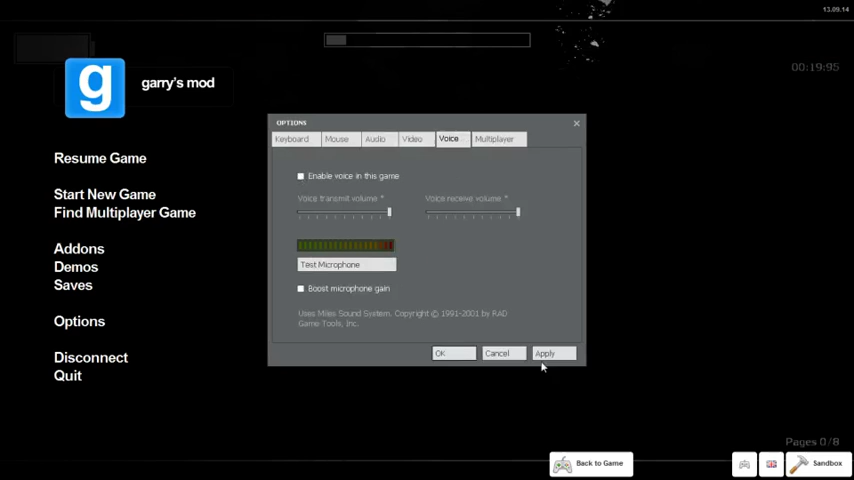 13.09.14
00:19:95
g
garry's mod
Resume Game
Start New Game
Find Multiplayer Game
Addons
Demos
Saves
Options
Disconnect
Quit
OPTIONS
Keyboard Mouse Audio Video Voice Multiplayer
Enable voice in this game
Voice transmit volume * Voice receive volume *
Test Microphone
Boost microphone gain
Uses Miles Sound System. Copyright © 1991-2001 by RAD
Game Tools, Inc.
OK Cancel Apply
Pages 0/8
Back to Game
Sandbox